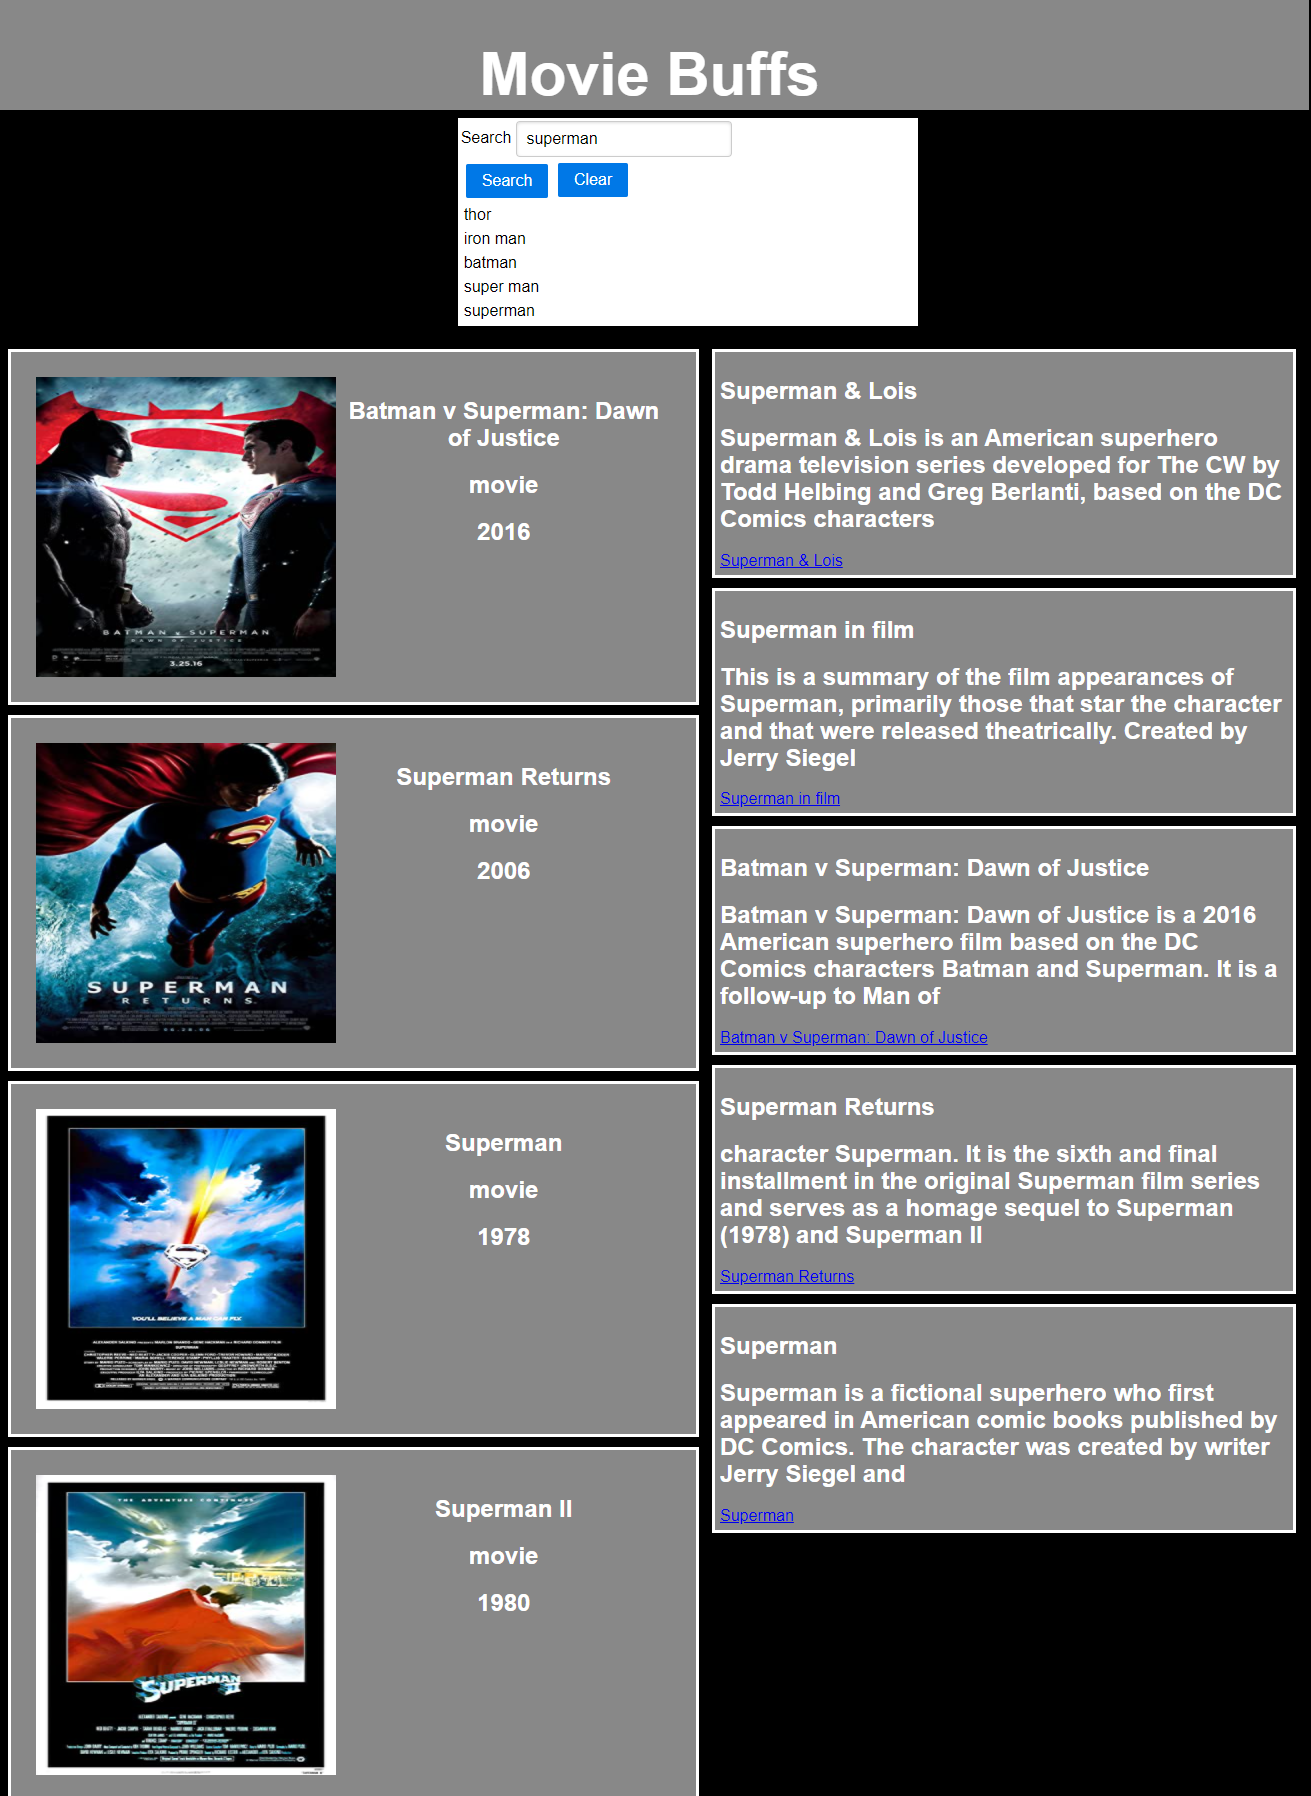 Movie Buffs
Search superman
Search Clear
thor
iron man
batman
super man
superman
BATMAN v SUPERMAN
DAWN OF JUSTICE
3.25.16
Batman v Superman: Dawn
of Justice
movie
2016
SUPERMAN
RETURNS
Superman Returns
movie
2006
YOU'LL BELIEVE A MAN CAN FLY.
Superman
movie
1978
THE ADVENTURE CONTINUES
SUPERMAN II
Superman II
movie
1980
Superman & Lois
Superman & Lois is an American superhero
drama television series developed for The CW by
Todd Helbing and Greg Berlanti, based on the DC
Comics characters
Superman & Lois
Superman in film
This is a summary of the film appearances of
Superman, primarily those that star the character
and that were released theatrically. Created by
Jerry Siegel
Superman in film
Batman v Superman: Dawn of Justice
Batman v Superman: Dawn of Justice is a 2016
American superhero film based on the DC
Comics characters Batman and Superman. It is a
follow-up to Man of
Batman v Superman: Dawn of Justice
Superman Returns
character Superman. It is the sixth and final
installment in the original Superman film series
and serves as a homage sequel to Superman
(1978) and Superman II
Superman Returns
Superman
Superman is a fictional superhero who first
appeared in American comic books published by
DC Comics. The character was created by writer
Jerry Siegel and
Superman